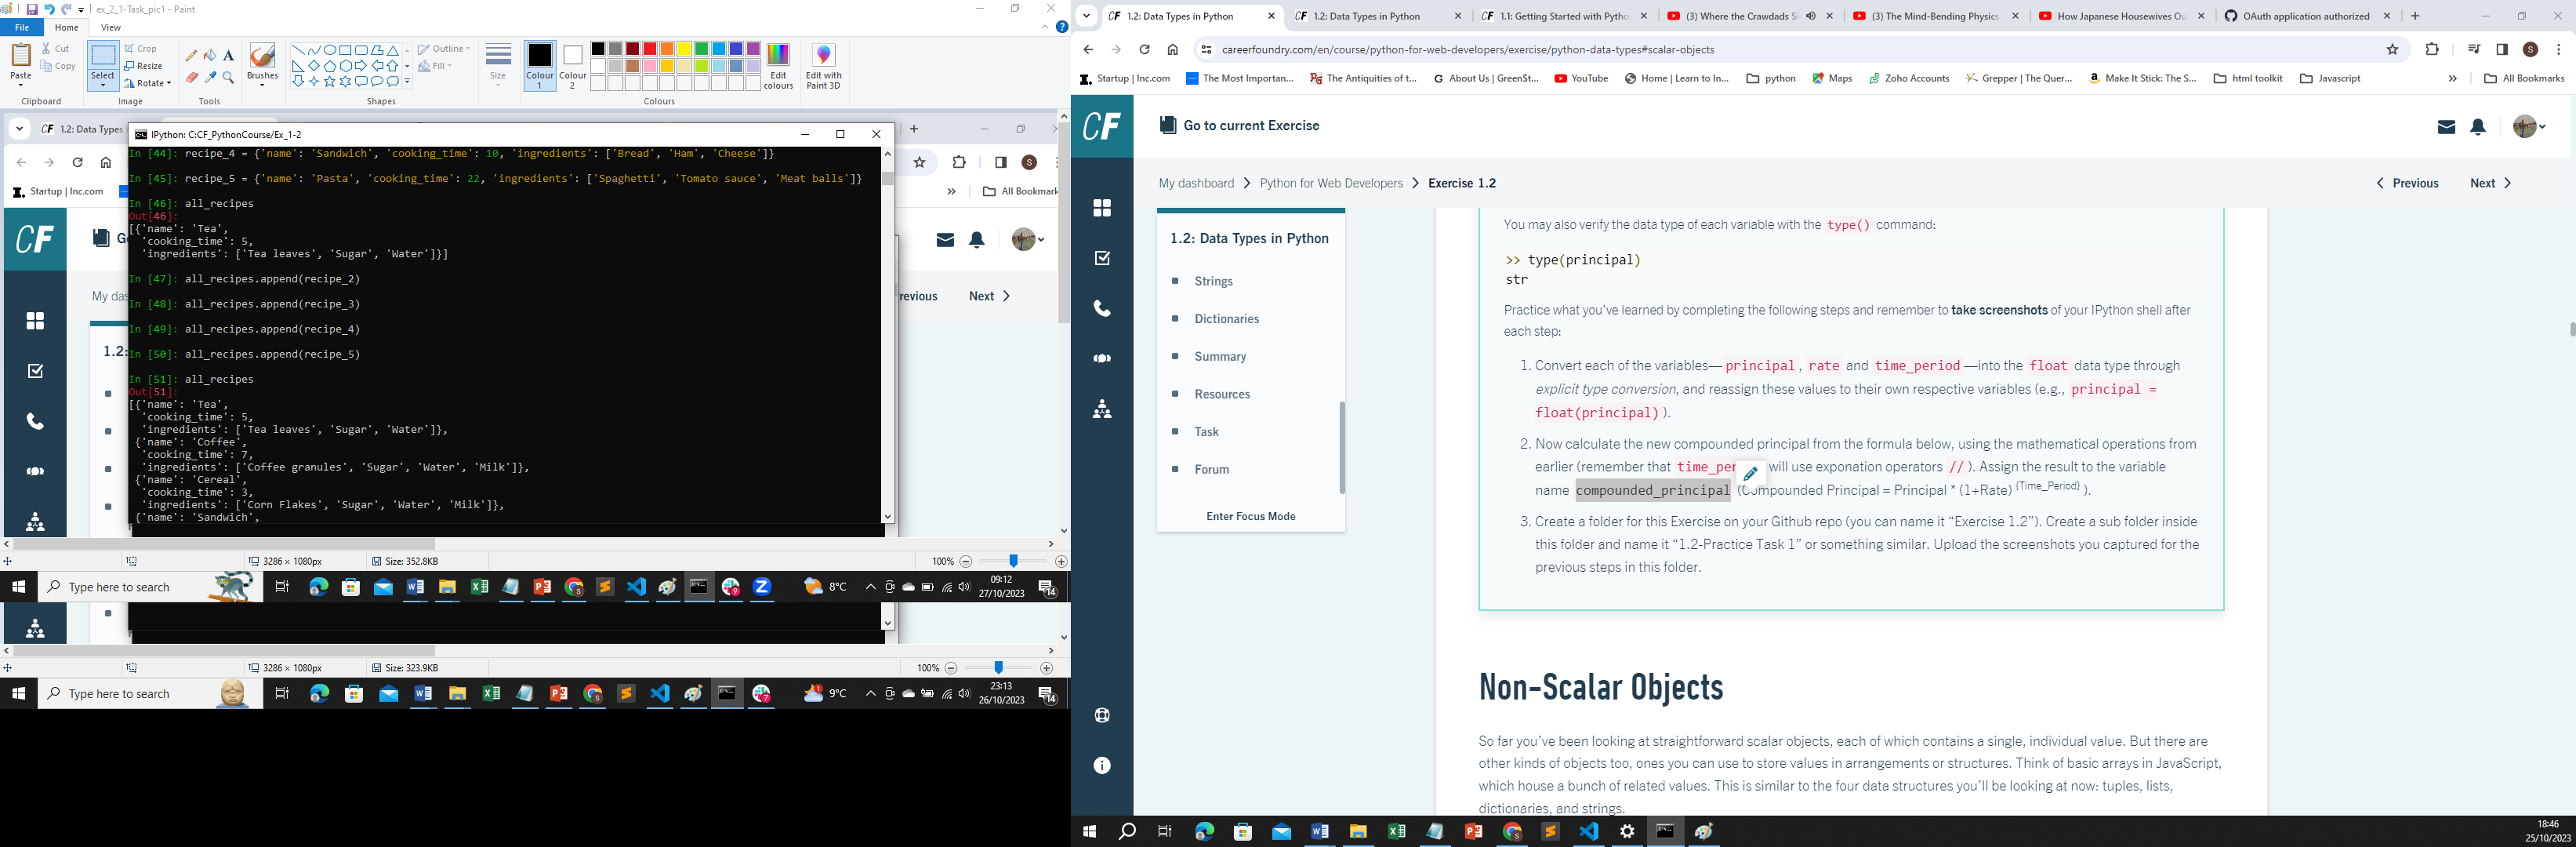 ex_2_1-Task_pic1 - Paint
File
Home
View
Paste
Cut
Copy
Clipboard
Select
Crop
Resize
Rotate
Image
Tools
Brushes
Shapes
Outline
Fill
Size
Colour
1
Colour
2
Edit
colours
Edit with
Paint 3D
Colours
CF 1.2: Data Types
IPython: C:CF_PythonCourse/Ex_1-2
In [44]: recipe_4 = {'name': 'Sandwich', 'cooking_time': 10, 'ingredients': ['Bread', 'Ham', 'Cheese']}
In [45]: recipe_5 = {'name': 'Pasta', 'cooking_time': 22, 'ingredients': ['Spaghetti', 'Tomato sauce', 'Meat balls']}
In [46]: all_recipes
Out[46]:
[{'name': 'Tea',
'cooking_time': 5,
'ingredients': ['Tea leaves', 'Sugar', 'Water']}]
In [47]: all_recipes.append(recipe_2)
In [48]: all_recipes.append(recipe_3)
In [49]: all_recipes.append(recipe_4)
In [50]: all_recipes.append(recipe_5)
In [51]: all_recipes
Out[51]:
[{'name': 'Tea',
'cooking_time': 5,
'ingredients': ['Tea leaves', 'Sugar', 'Water']},
{'name': 'Coffee',
'cooking_time': 7,
'ingredients': ['Coffee granules', 'Sugar', 'Water', 'Milk']},
{'name': 'Cereal',
'cooking_time': 3,
'ingredients': ['Corn Flakes', 'Sugar', 'Water', 'Milk']},
{'name': 'Sandwich',
Startup | Inc.com
All Bookmark
S
CF
Go
My das
revious
Next
1.2:
3286 × 1080px
Size: 352.8KB
100%
Type here to search
8°C
09:12
27/10/2023
14
3286 × 1080px
Size: 323.9KB
100%
Type here to search
9°C
23:13
26/10/2023
14
CF 1.2: Data Types in Python
CF 1.2: Data Types in Python
CF 1.1: Getting Started with Pytho
(3) Where the Crawdads Si
(3) The Mind-Bending Physics
How Japanese Housewives Ou
OAuth application authorized
careerfoundry.com/en/course/python-for-web-developers/exercise/python-data-types#scalar-objects
S
Startup | Inc.com
The Most Importan...
The Antiquities of t...
About Us | Green$t...
YouTube
Home | Learn to In...
python
Maps
Zoho Accounts
Grepper | The Quer...
Make It Stick: The S...
html toolkit
Javascript
All Bookmarks
CF
Go to current Exercise
My dashboard > Python for Web Developers > Exercise 1.2
Previous
Next
1.2: Data Types in Python
Strings
Dictionaries
Summary
Resources
Task
Forum
Enter Focus Mode
You may also verify the data type of each variable with the type() command:
>> type(principal)
str
Practice what you've learned by completing the following steps and remember to take screenshots of your IPython shell after
each step:
1. Convert each of the variables—principal, rate and time_period—into the float data type through
explicit type conversion, and reassign these values to their own respective variables (e.g., principal =
float(principal)).
2. Now calculate the new compounded principal from the formula below, using the mathematical operations from
earlier (remember that time_per will use exponation operators //). Assign the result to the variable
name compounded_principal (Compounded Principal = Principal * (1+Rate) {Time_Period} ).
3. Create a folder for this Exercise on your Github repo (you can name it “Exercise 1.2”). Create a sub folder inside
this folder and name it “1.2-Practice Task 1” or something similar. Upload the screenshots you captured for the
previous steps in this folder.
Non-Scalar Objects
So far you've been looking at straightforward scalar objects, each of which contains a single, individual value. But there are
other kinds of objects too, ones you can use to store values in arrangements or structures. Think of basic arrays in JavaScript,
which house a bunch of related values. This is similar to the four data structures you'll be looking at now: tuples, lists,
dictionaries, and strings.
18:46
25/10/2023